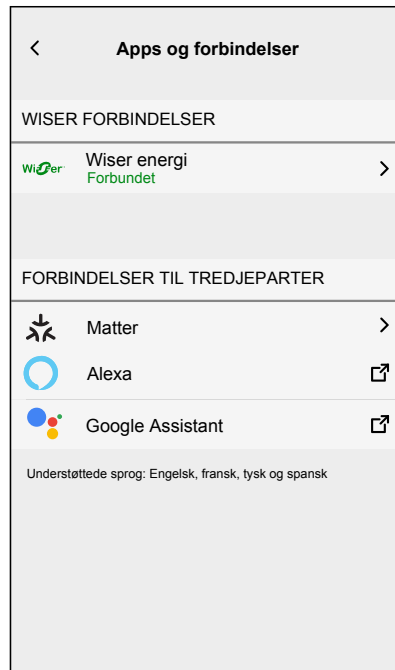 Apps og forbindelser
WISER FORBINDELSER
Wiser
Wiser energi
Forbundet
FORBINDELSER TIL TREDJEPARTER
Matter
Alexa
Google Assistant
Understøttede sprog: Engelsk, fransk, tysk og spansk